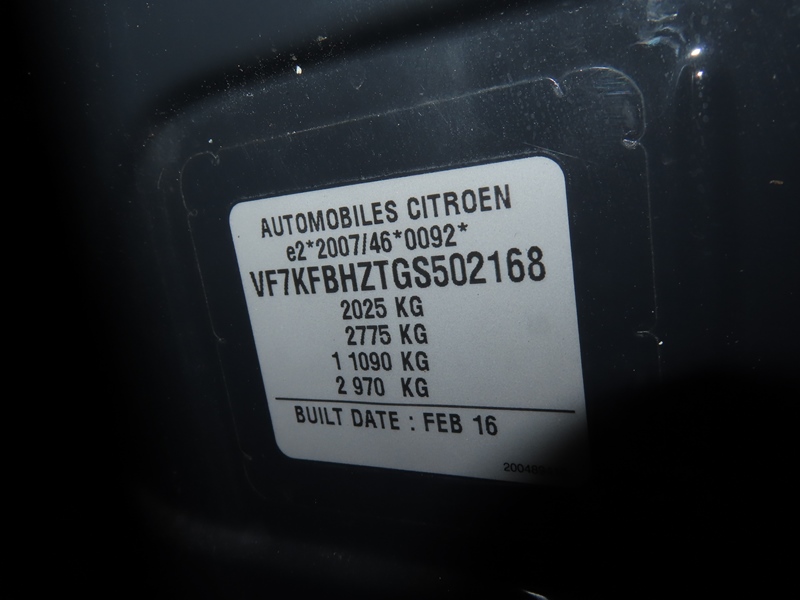 AUTOMOBILES CITROEN
e2*2007/46*0092*
VF7KFBHZTGS502168
2025 KG
2775 KG
1 1090 KG
2 970 KG
BUILT DATE : FEB 16